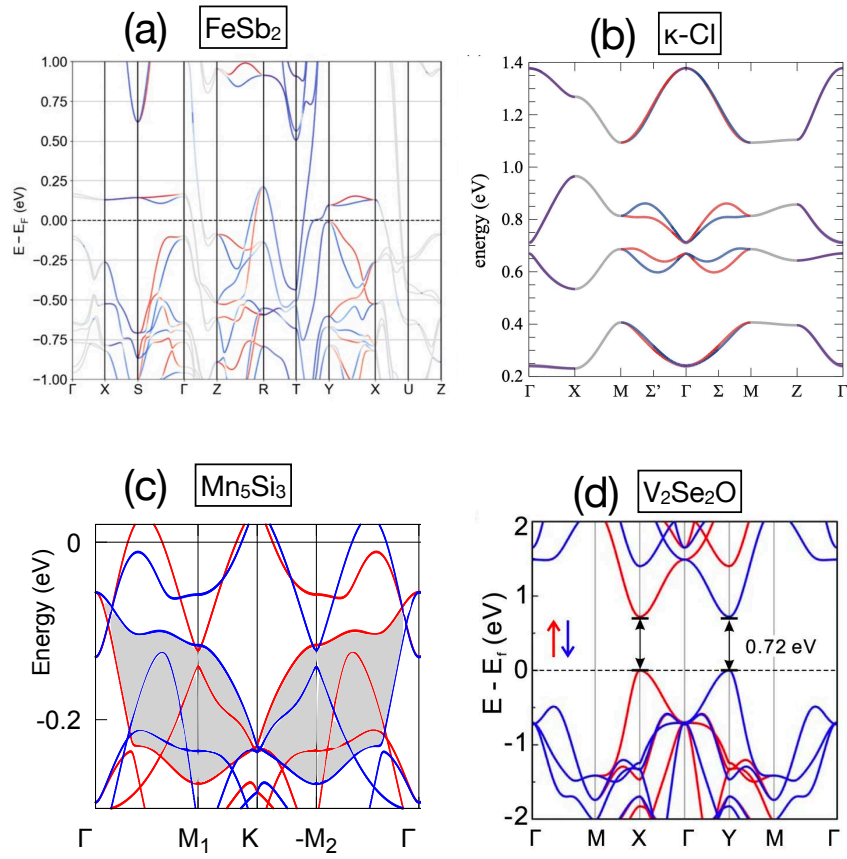 (a) FeSb₂
1.00
0.75
0.50
0.25
0.00
−0.25
−0.50
−0.75
−1.00
E − E_F (eV)
Γ X S Γ Z R T Y X U Z
(b) κ-Cl
1.4
1.2
1.0
0.8
0.6
0.4
0.2
energy (eV)
Γ X M Σ' Γ Σ M Z Γ
(c) Mn₅Si₃
0
-0.2
Energy (eV)
Γ M₁ K -M₂ Γ
(d) V₂Se₂O
2
1
0
-1
-2
E - E_f (eV)
0.72 eV
Γ M X Γ Y M Γ